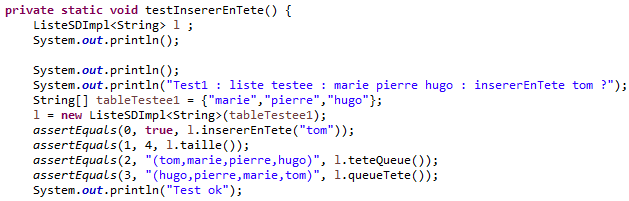 private static void testInsererEnTete() {
ListeSDImpl<String> l ;
System.out.println();
System.out.println();
System.out.println("Test1 : liste testee : marie pierre hugo : insererEnTete tom ?");
String[] tableTestee1 = {"marie","pierre","hugo"};
l = new ListeSDImpl<String>(tableTestee1);
assertEquals(0, true, l.insererEnTete("tom"));
assertEquals(1, 4, l.taille());
assertEquals(2, "(tom,marie,pierre,hugo)", l.teteQueue());
assertEquals(3, "(hugo,pierre,marie,tom)", l.queueTete());
System.out.println("Test ok");